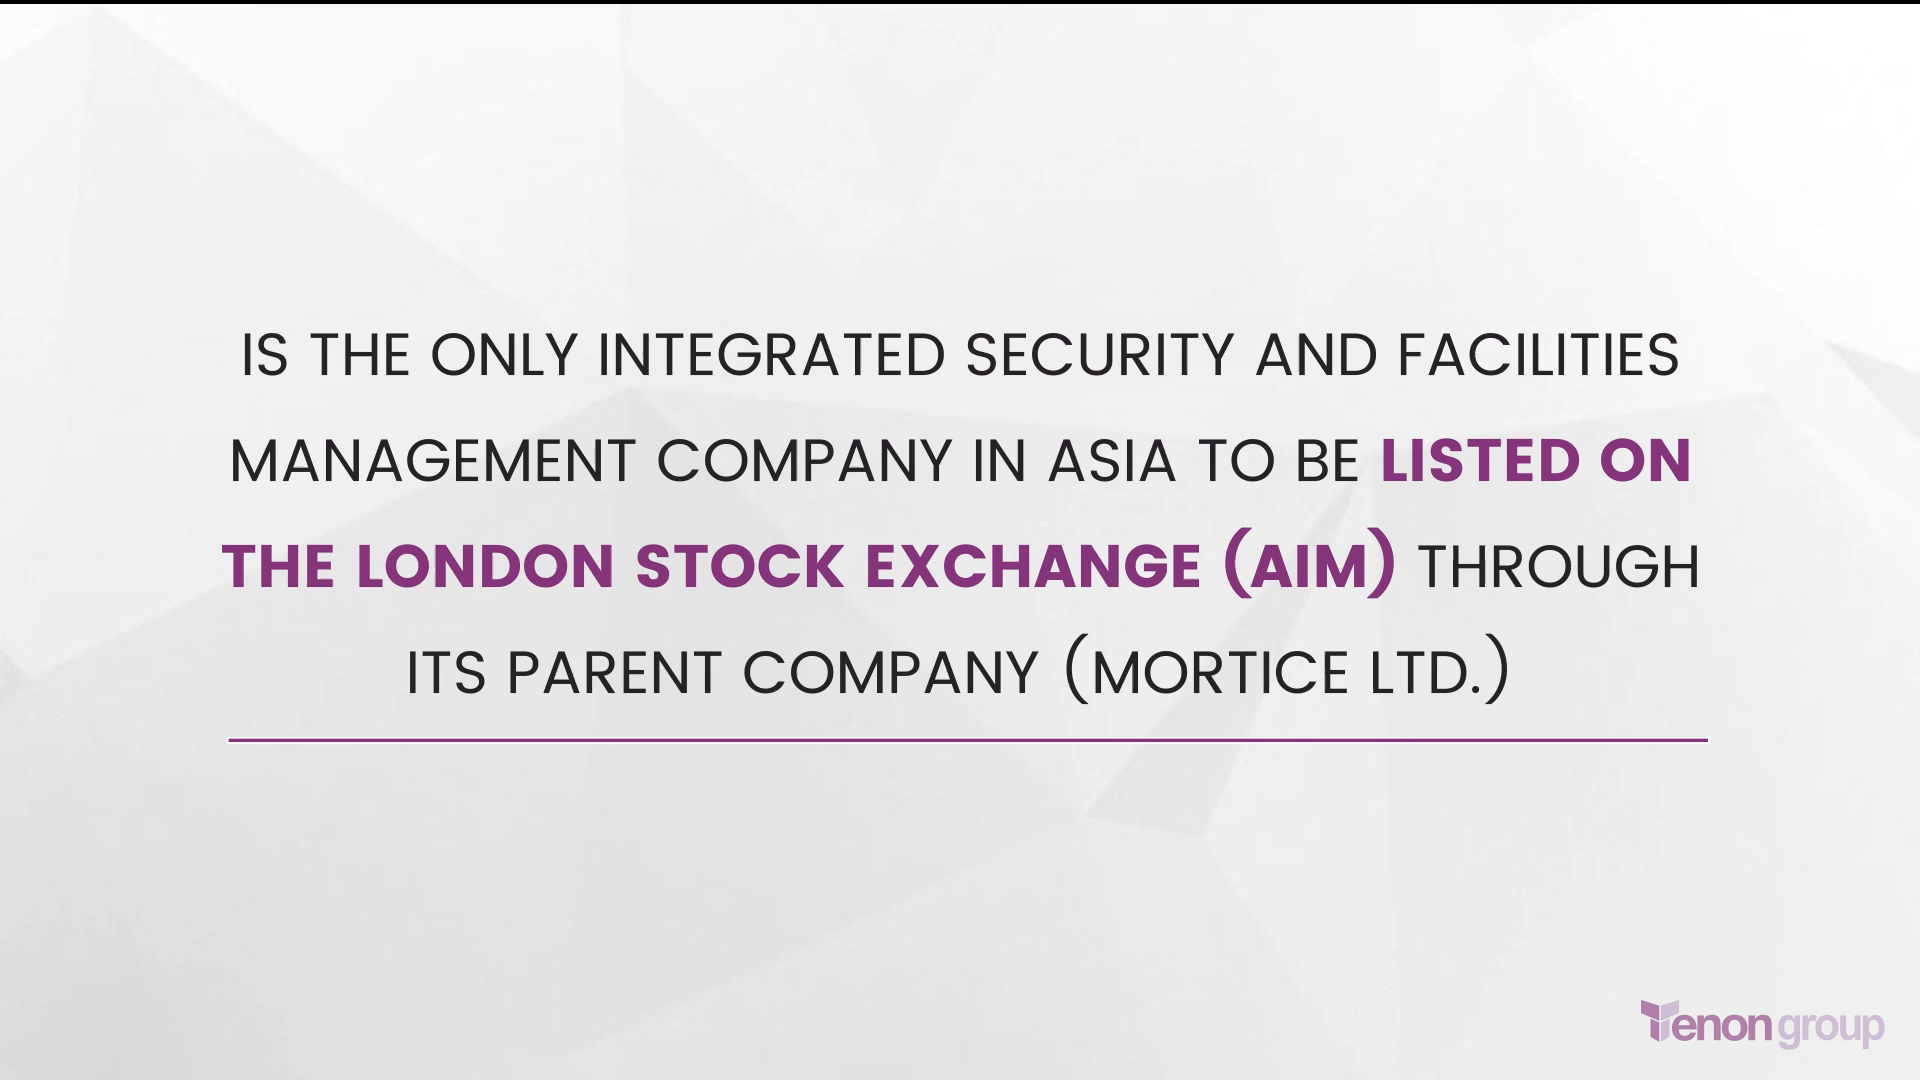 IS THE ONLY INTEGRATED SECURITY AND FACILITIES
MANAGEMENT COMPANY IN ASIA TO BE LISTED ON
THE LONDON STOCK EXCHANGE (AIM) THROUGH
ITS PARENT COMPANY (MORTICE LTD.)
Tenon group